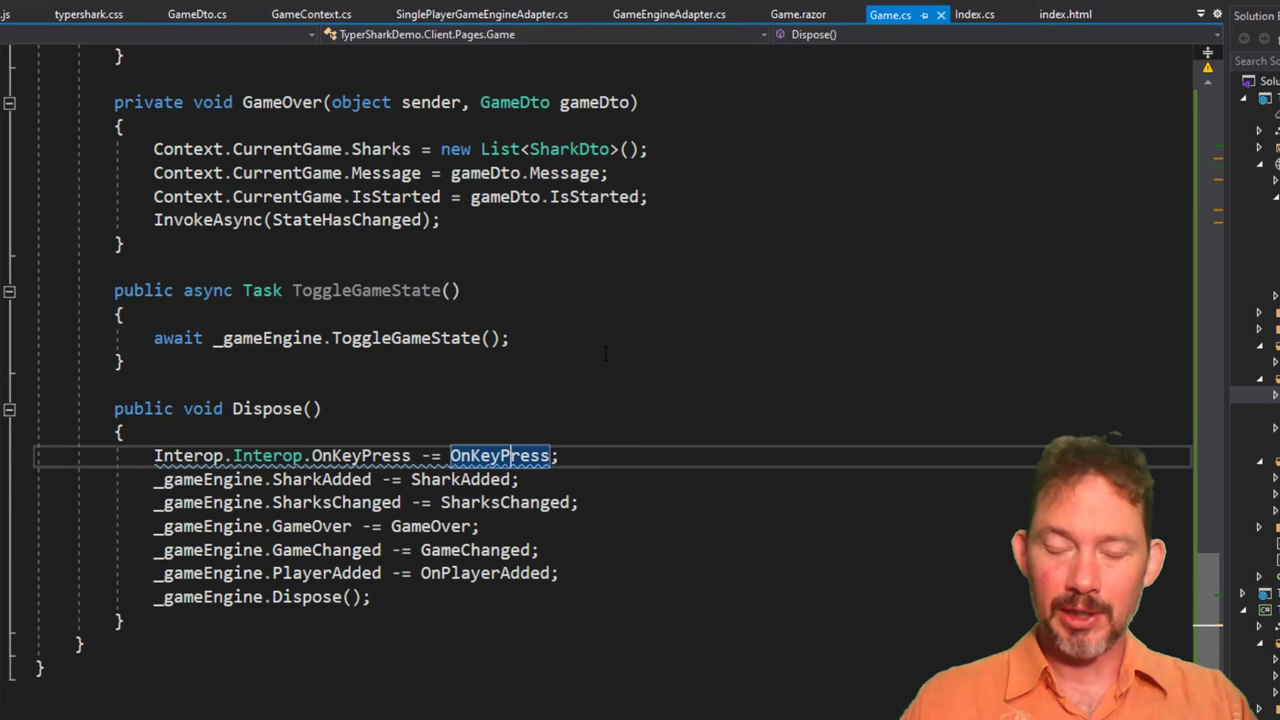 .js typershark.css GameDto.cs GameContext.cs SinglePlayerGameEngineAdapter.cs GameEngineAdapter.cs Game.razor Game.cs Index.cs index.html Solution E
TyperSharkDemo.Client.Pages.Game Dispose()
Search So
Solu
}
private void GameOver(object sender, GameDto gameDto)
{
Context.CurrentGame.Sharks = new List<SharkDto>();
Context.CurrentGame.Message = gameDto.Message;
Context.CurrentGame.IsStarted = gameDto.IsStarted;
InvokeAsync(StateHasChanged);
}
public async Task ToggleGameState()
{
await _gameEngine.ToggleGameState();
}
public void Dispose()
{
Interop.Interop.OnKeyPress -= OnKeyPress;
_gameEngine.SharkAdded -= SharkAdded;
_gameEngine.SharksChanged -= SharksChanged;
_gameEngine.GameOver -= GameOver;
_gameEngine.GameChanged -= GameChanged;
_gameEngine.PlayerAdded -= OnPlayerAdded;
_gameEngine.Dispose();
}
}
}